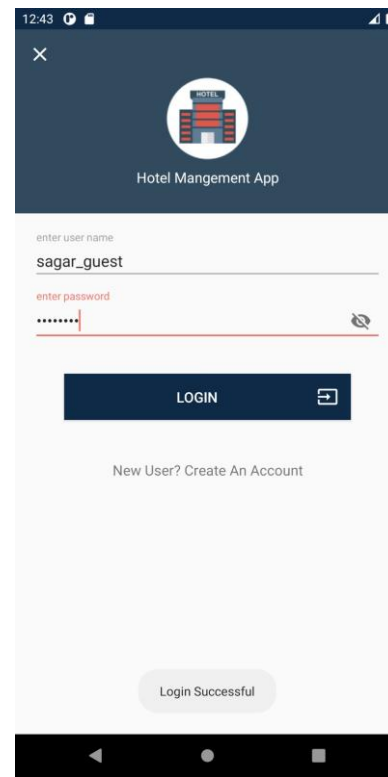 12:43
HOTEL
Hotel Mangement App
enter user name
sagar_guest
enter password
••••••••
LOGIN
New User? Create An Account
Login Successful